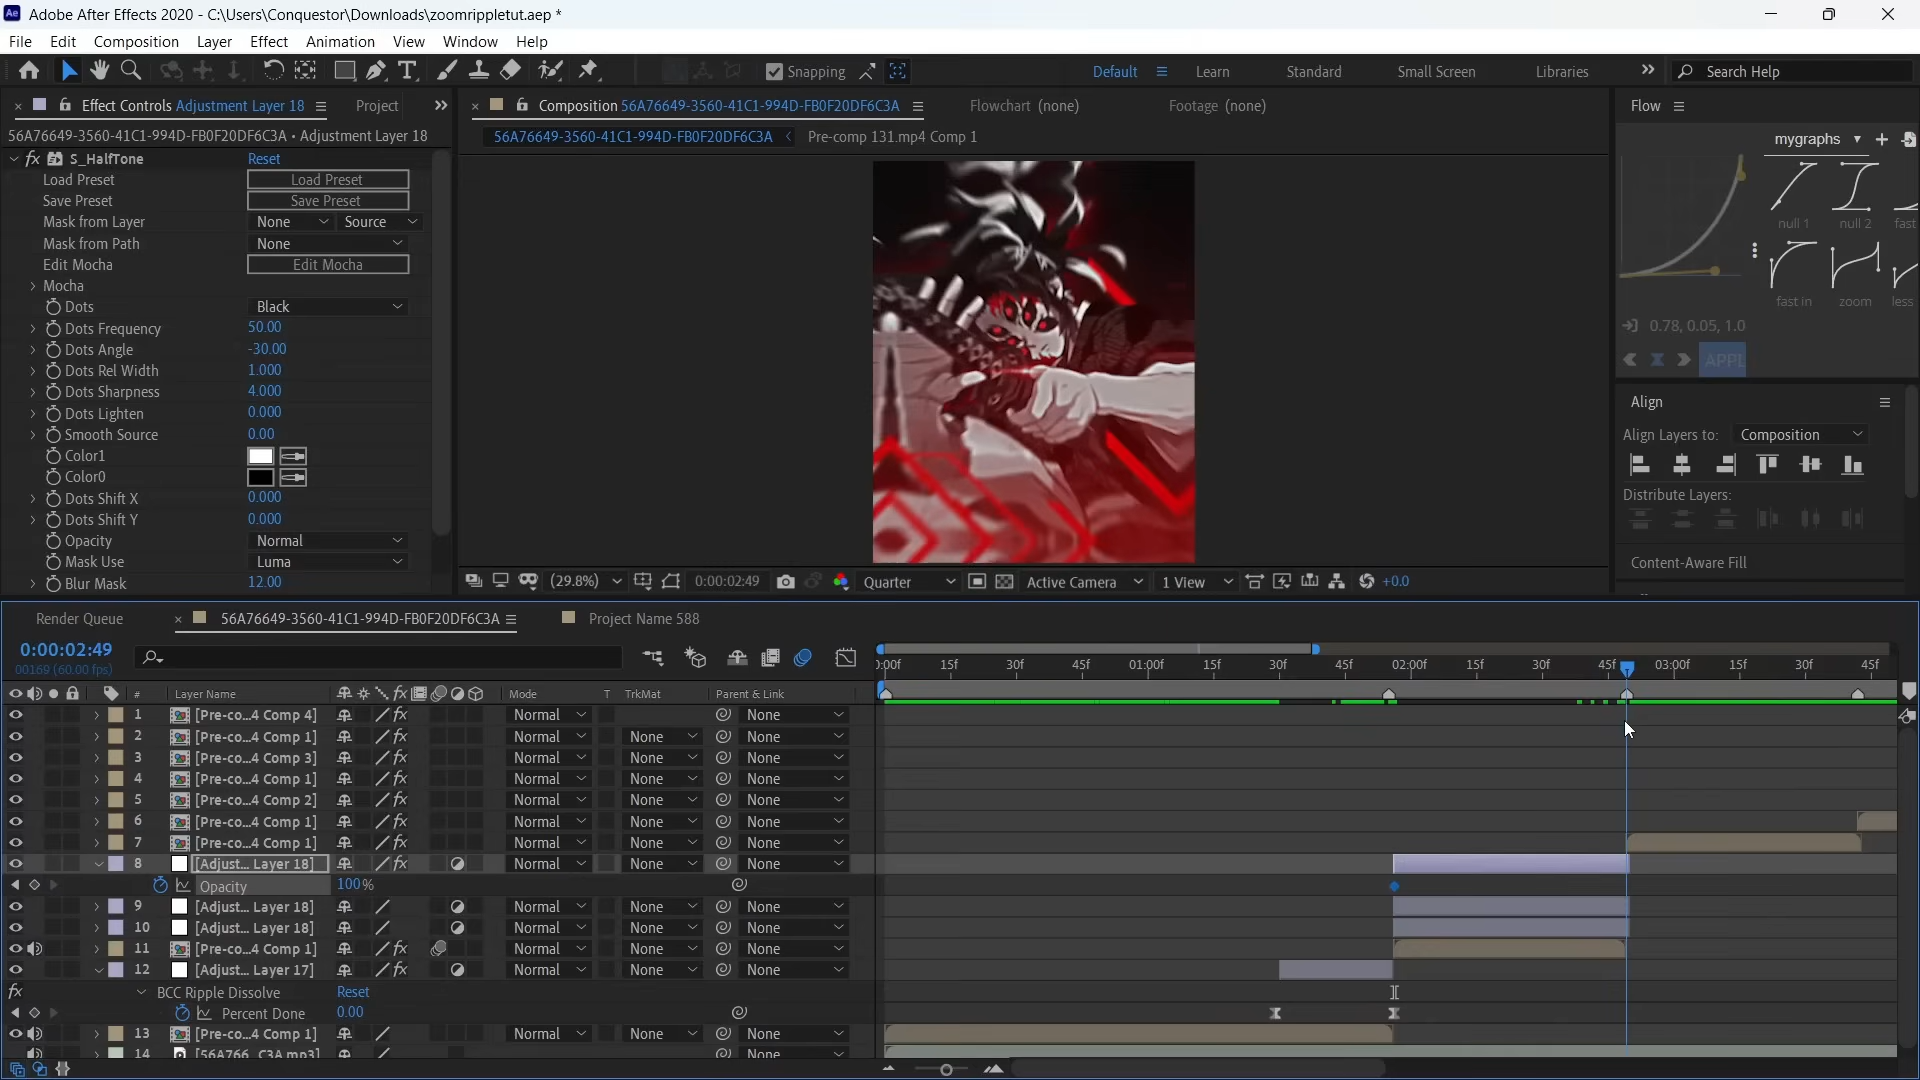 Adobe After Effects 2020 - C:\Users\Conquestor\Downloads\zoomrippletut.aep *
File Edit Composition Layer Effect Animation View Window Help
Snapping Default Learn Standard Small Screen Libraries Search Help
Effect Controls Adjustment Layer 18 Project
Composition 56A76649-3560-41C1-994D-FB0F20DF6C3A Flowchart (none) Footage (none)
Flow
56A76649-3560-41C1-994D-FB0F20DF6C3A • Adjustment Layer 18
56A76649-3560-41C1-994D-FB0F20DF6C3A Pre-comp 131.mp4 Comp 1
mygraphs
fx S_HalfTone Reset
Load Preset Load Preset
Save Preset Save Preset
Mask from Layer None Source
Mask from Path None
Edit Mocha Edit Mocha
Mocha
Dots Black
Dots Frequency 50.00
Dots Angle -30.00
Dots Rel Width 1.000
Dots Sharpness 4.000
Dots Lighten 0.000
Smooth Source 0.00
Color1
Color0
Dots Shift X 0.000
Dots Shift Y 0.000
Opacity Normal
Mask Use Luma
Blur Mask 12.00
null 1 null 2 fast
fast in zoom less
0.78, 0.05, 1.0
APPL
Align
Align Layers to: Composition
Distribute Layers:
Content-Aware Fill
(29.8%) 0:00:02:49 Quarter Active Camera 1 View +0.0
Render Queue 56A76649-3560-41C1-994D-FB0F20DF6C3A Project Name 588
0:00:02:49
00169 (60.00 fps)
):00f 15f 30f 45f 01:00f 15f 30f 45f 02:00f 15f 30f 45f 03:00f 15f 30f 45f
# Layer Name fx Mode T TrkMat Parent & Link
1 [Pre-co...4 Comp 4] fx Normal None
2 [Pre-co...4 Comp 1] fx Normal None None
3 [Pre-co...4 Comp 3] fx Normal None None
4 [Pre-co...4 Comp 1] fx Normal None None
5 [Pre-co...4 Comp 2] fx Normal None None
6 [Pre-co...4 Comp 1] fx Normal None None
7 [Pre-co...4 Comp 1] fx Normal None None
8 [Adjust... Layer 18] fx Normal None None
Opacity 100%
9 [Adjust... Layer 18] Normal None None
10 [Adjust... Layer 18] Normal None None
11 [Pre-co...4 Comp 1] fx Normal None None
12 [Adjust... Layer 17] fx Normal None None
fx BCC Ripple Dissolve Reset
Percent Done 0.00
13 [Pre-co...4 Comp 1] Normal None None
14 [56A766...C3A.mp3] None